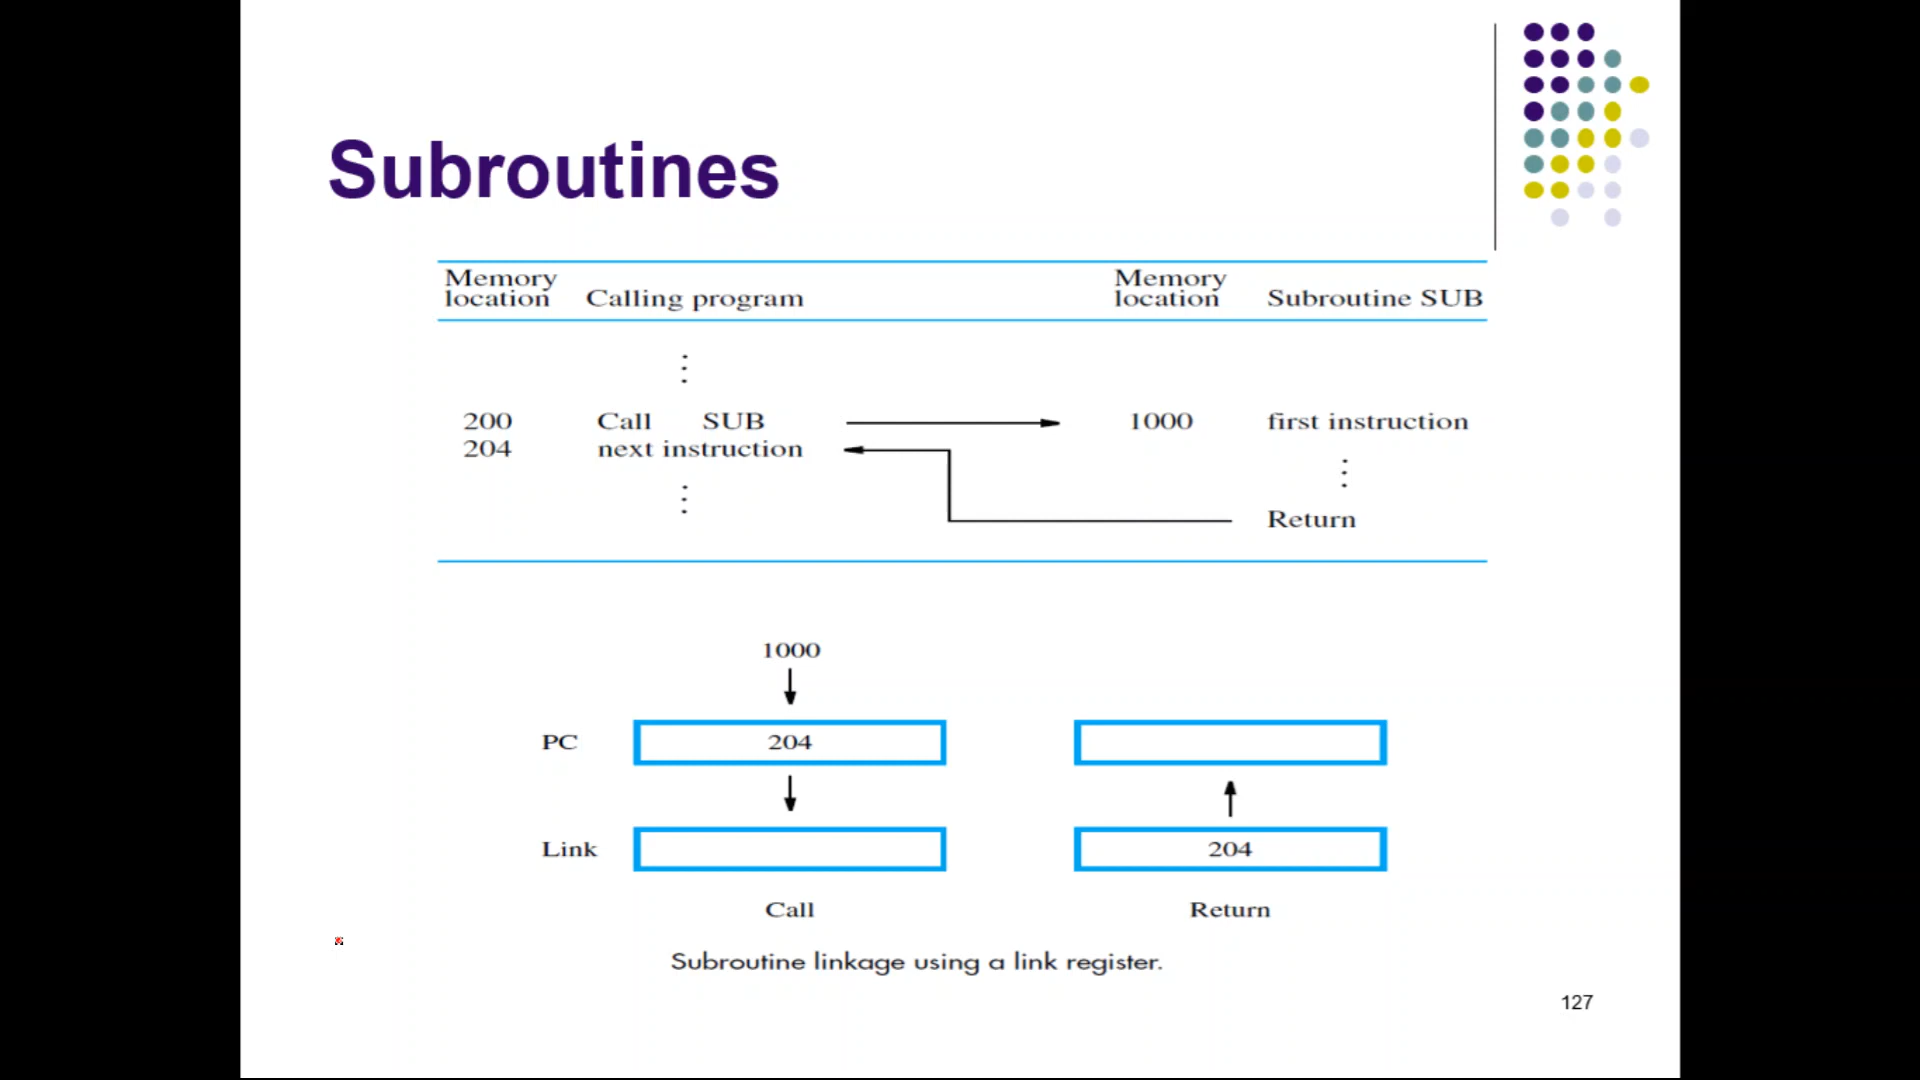 Subroutines
Memory location Calling program Memory location Subroutine SUB
⋮
200 Call SUB 1000 first instruction
204 next instruction
⋮ ⋮
Return
1000
PC 204
Link 204
Call Return
Subroutine linkage using a link register.
127